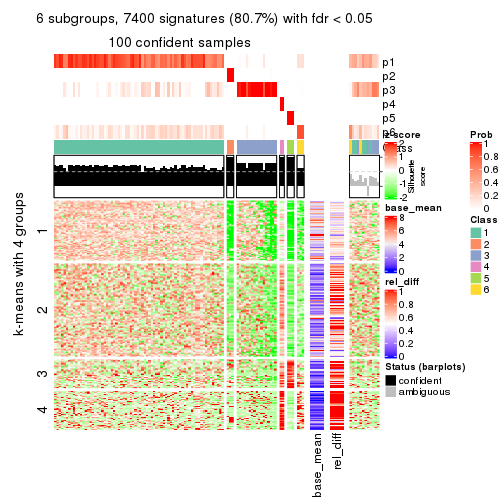 6 subgroups, 7400 signatures (80.7%) with fdr < 0.05
100 confident samples
p1
p2
p3
p4
p5
p6
z-score
Class
2
1
0
-1
-2
Silhouette
score
base_mean
8
6
4
2
0
rel_diff
1
0.8
0.6
0.4
0.2
0
Status (barplots)
confident
ambiguous
Prob
1
0.8
0.6
0.4
0.2
0
Class
1
2
3
4
5
6
k-means with 4 groups
1
2
3
4
base_mean
rel_diff